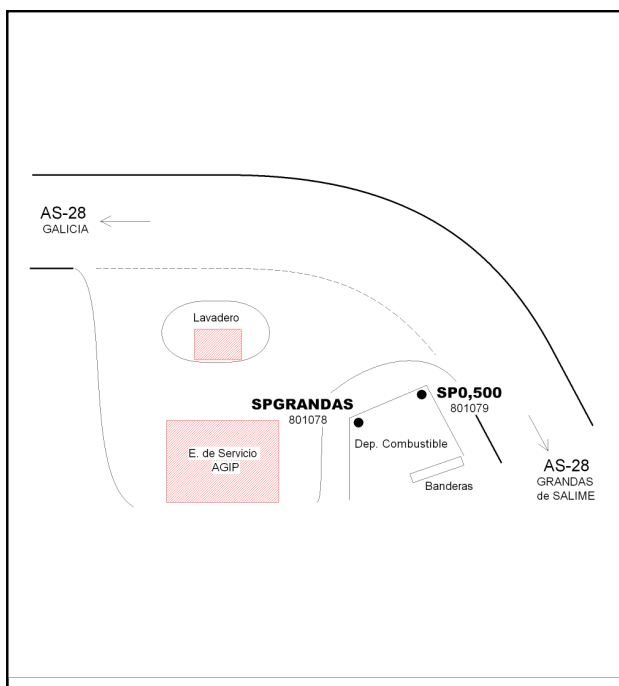 AS-28
GALICIA
Lavadero
SPGRANDAS
801078
SP0,500
801079
Dep. Combustible
E. de Servicio
AGIP
Banderas
AS-28
GRANDAS
de SALIME